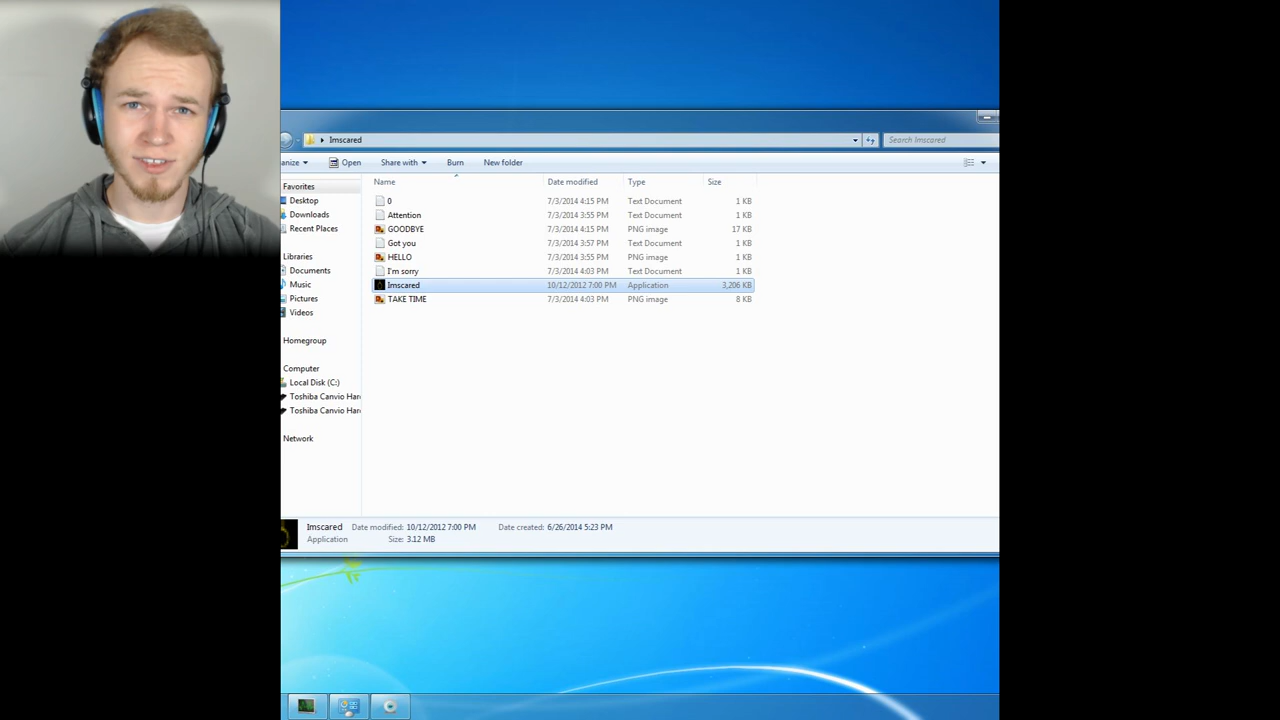 Imscared
Search Imscared
anize
Open
Share with
Burn
New folder
Name Date modified Type Size
Favorites
Desktop
Downloads
Recent Places
Libraries
Documents
Music
Pictures
Videos
Homegroup
Computer
Local Disk (C:)
Toshiba Canvio Hard
Toshiba Canvio Hard
Network
0 7/3/2014 4:15 PM Text Document 1 KB
Attention 7/3/2014 3:55 PM Text Document 1 KB
GOODBYE 7/3/2014 4:15 PM PNG image 17 KB
Got you 7/3/2014 3:57 PM Text Document 1 KB
HELLO 7/3/2014 3:55 PM PNG image 1 KB
I'm sorry 7/3/2014 4:03 PM Text Document 1 KB
Imscared 10/12/2012 7:00 PM Application 3,206 KB
TAKE TIME 7/3/2014 4:03 PM PNG image 8 KB
Imscared Date modified: 10/12/2012 7:00 PM Date created: 6/26/2014 5:23 PM
Application Size: 3.12 MB